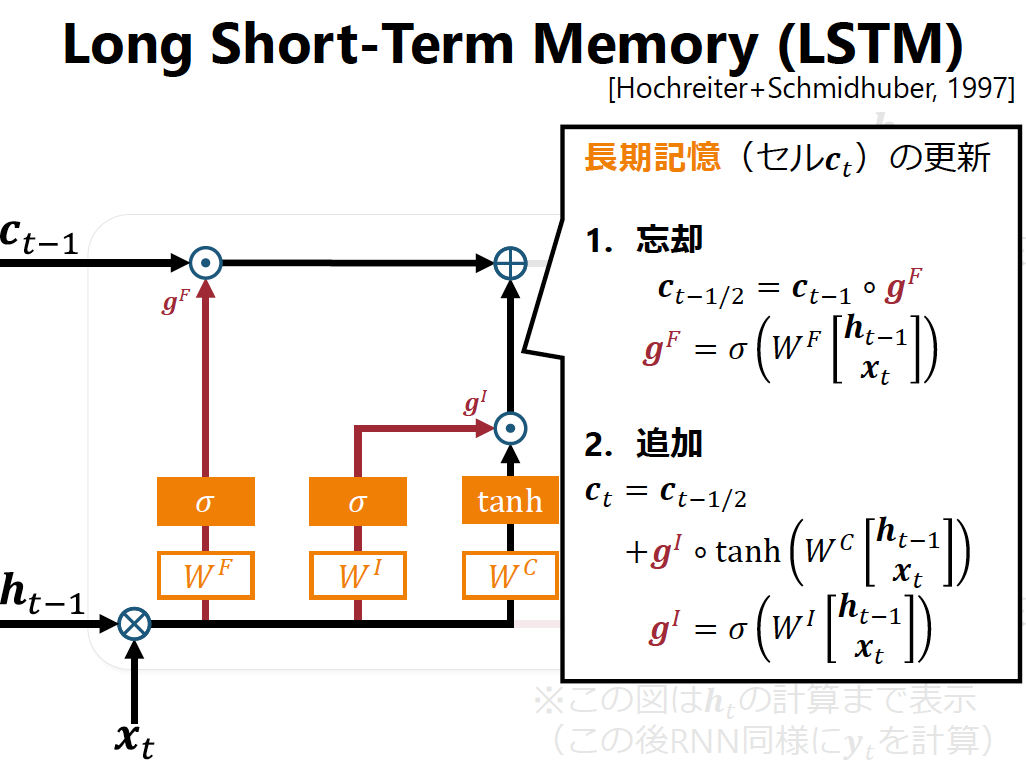 Long Short-Term Memory (LSTM)
[Hochreiter+Schmidhuber, 1997]
長期記憶（セルc_t）の更新
1. 忘却
c_{t−1/2} = c_{t−1} ∘ g^F
g^F = σ(W^F [h_{t−1} x_t])
2. 追加
c_t = c_{t−1/2}
+g^I ∘ tanh(W^C [h_{t−1} x_t])
g^I = σ(W^I [h_{t−1} x_t])
c_{t−1}
g^F
g^I
σ σ tanh
W^F W^I W^C
h_{t−1}
x_t
※この図はh_tの計算まで表示
（この後RNN同様にy_tを計算）